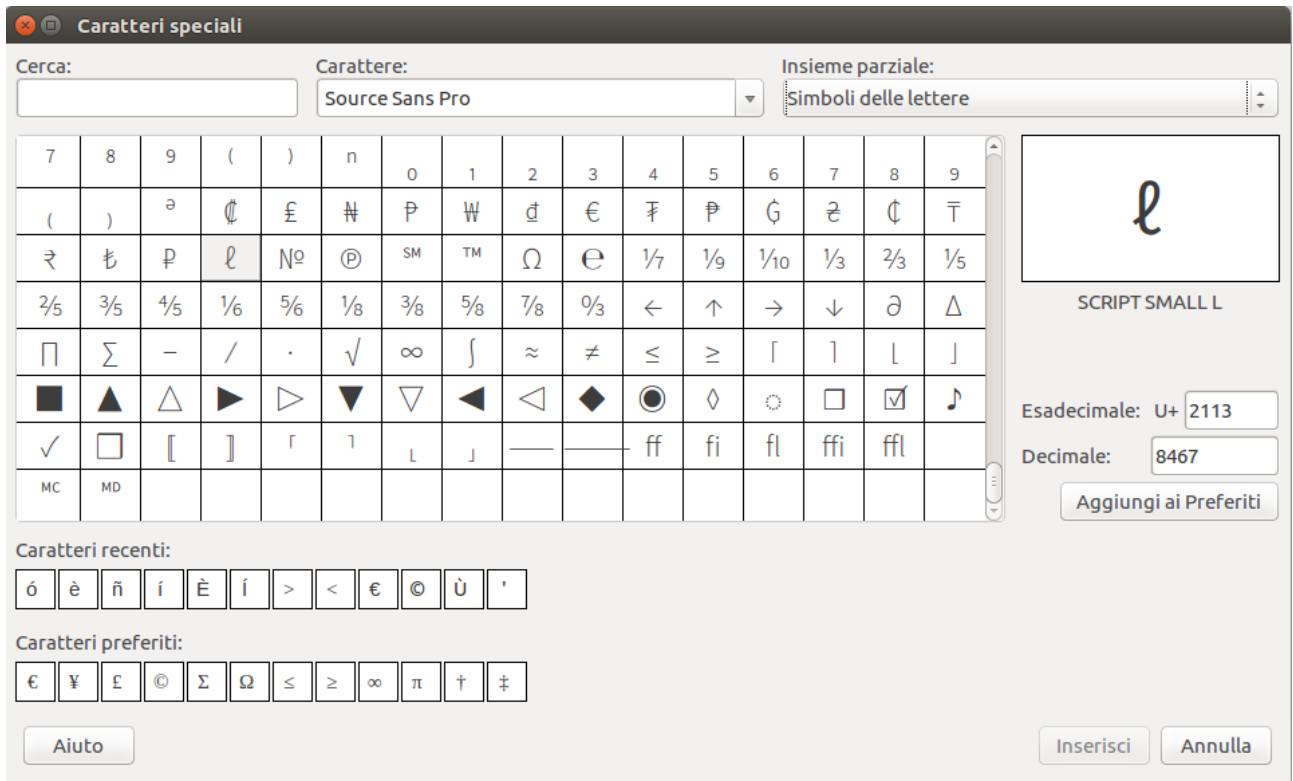 Caratteri speciali
Cerca: Carattere: Insieme parziale:
Source Sans Pro Simboli delle lettere
⁷ ⁸ ⁹ ⁽ ⁾ ⁿ ₀ ₁ ₂ ₃ ₄ ₅ ₆ ₇ ₈ ₉
₍ ₎ ᵊ ₡ ₤ ₦ ₽ ₩ ₫ € ₮ ₱ ₲ ₴ ₵ ₸
₹ ₺ ₽ ℓ № ℗ ℠ ™ Ω ℮ ⅐ ⅑ ⅒ ⅓ ⅔ ⅕
⅖ ⅗ ⅘ ⅙ ⅚ ⅛ ⅜ ⅝ ⅞ ↉ ← ↑ → ↓ ∂ ∆
∏ ∑ − ∕ ∙ √ ∞ ∫ ≈ ≠ ≤ ≥ ⌈ ⌉ ⌊ ⌋
■ ▲ △ ▶ ▷ ▼ ▽ ◀ ◁ ◆ ◉ ◊ ◌ ❒ ☑ ♪
✓ ❒ ⟦ ⟧ ⸢ ⸣ ⸤ ⸥ ⸺ ⸻ ff fi fl ffi ffl
MC MD
ℓ
SCRIPT SMALL L
Esadecimale: U+ 2113
Decimale: 8467
Aggiungi ai Preferiti
Caratteri recenti:
ó è ñ í È Í > < € © Ù '
Caratteri preferiti:
€ ¥ £ © Σ Ω ≤ ≥ ∞ π † ‡
Aiuto Inserisci Annulla